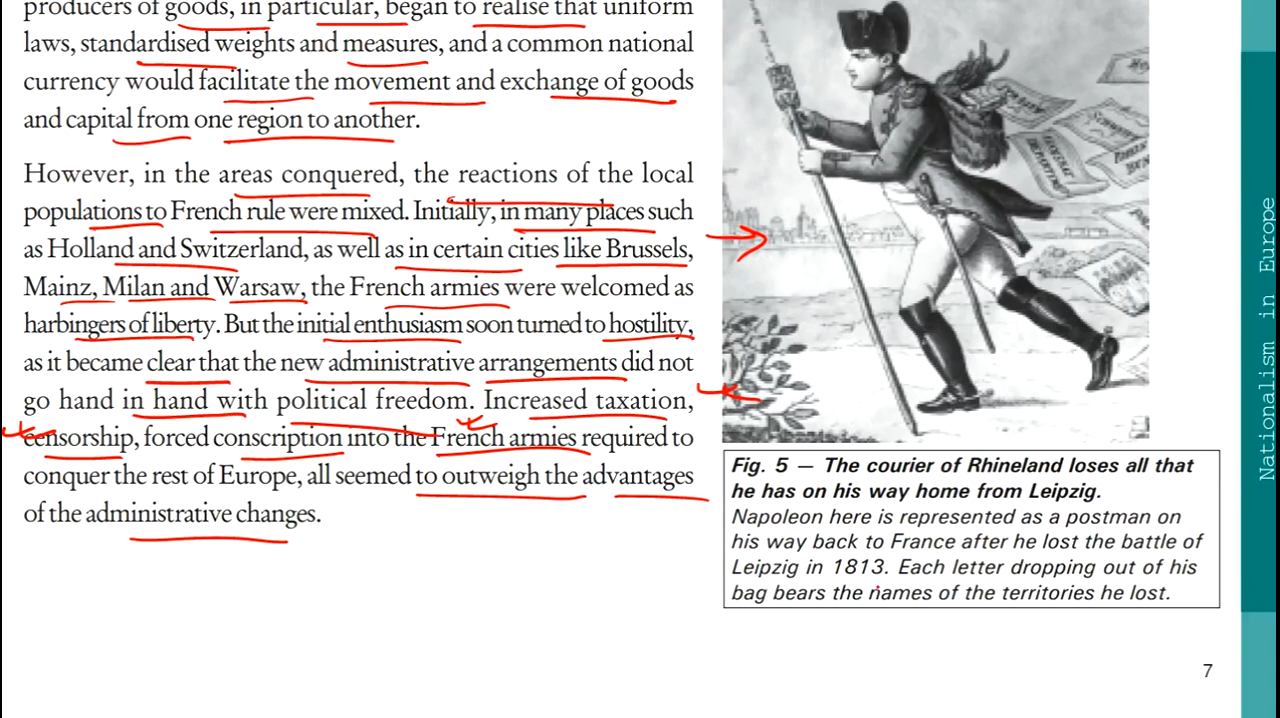 producers of goods, in particular, began to realise that uniform
laws, standardised weights and measures, and a common national
currency would facilitate the movement and exchange of goods
and capital from one region to another.
However, in the areas conquered, the reactions of the local
populations to French rule were mixed. Initially, in many places such
as Holland and Switzerland, as well as in certain cities like Brussels,
Mainz, Milan and Warsaw, the French armies were welcomed as
harbingers of liberty. But the initial enthusiasm soon turned to hostility,
as it became clear that the new administrative arrangements did not
go hand in hand with political freedom. Increased taxation,
censorship, forced conscription into the French armies required to
conquer the rest of Europe, all seemed to outweigh the advantages
of the administrative changes.
Fig. 5 — The courier of Rhineland loses all that
he has on his way home from Leipzig.
Napoleon here is represented as a postman on
his way back to France after he lost the battle of
Leipzig in 1813. Each letter dropping out of his
bag bears the names of the territories he lost.
Nationalism in Europe
7